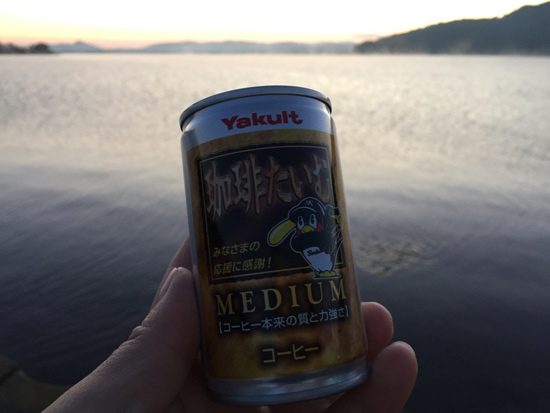 Yakult
珈琲たいむ
みなさまの
応援に感謝!
MEDIUM
【コーヒー本来の質と力強さ】
コーヒー